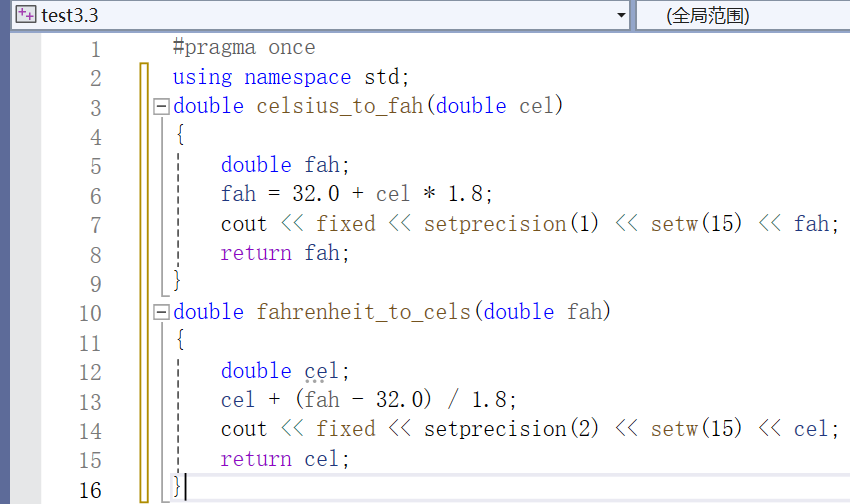 test3.3 (全局范围)
1 #pragma once
2 using namespace std;
3 double celsius_to_fah(double cel)
4 {
5 double fah;
6 fah = 32.0 + cel * 1.8;
7 cout << fixed << setprecision(1) << setw(15) << fah;
8 return fah;
9 }
10 double fahrenheit_to_cels(double fah)
11 {
12 double cel;
13 cel + (fah - 32.0) / 1.8;
14 cout << fixed << setprecision(2) << setw(15) << cel;
15 return cel;
16 }